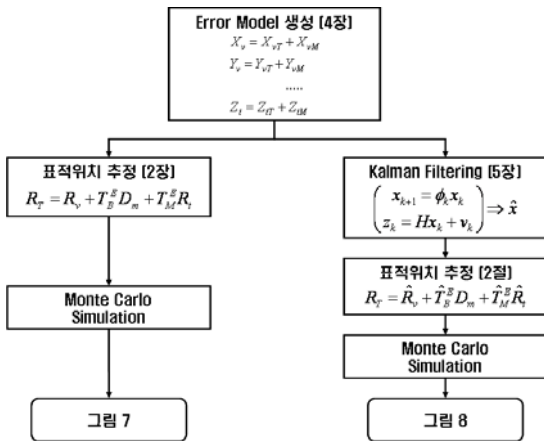 Error Model 생성 (4장)
X_v = X_vT + X_vM
Y_v = Y_vT + Y_vM
.....
Z_t = Z_tT + Z_tM
표적위치 추정 (2장)
R_T = R_v + T_B^E D_m + T_M^E R_t
Monte Carlo
Simulation
그림 7
Kalman Filtering (5장)
( x_{k+1} = ϕ_k x_k
z_k = Hx_k + v_k ) ⇒ x̂
표적위치 추정 (2절)
R_T = R̂_v + T̂_B^E D_m + T̂_M^E R̂_t
Monte Carlo
Simulation
그림 8